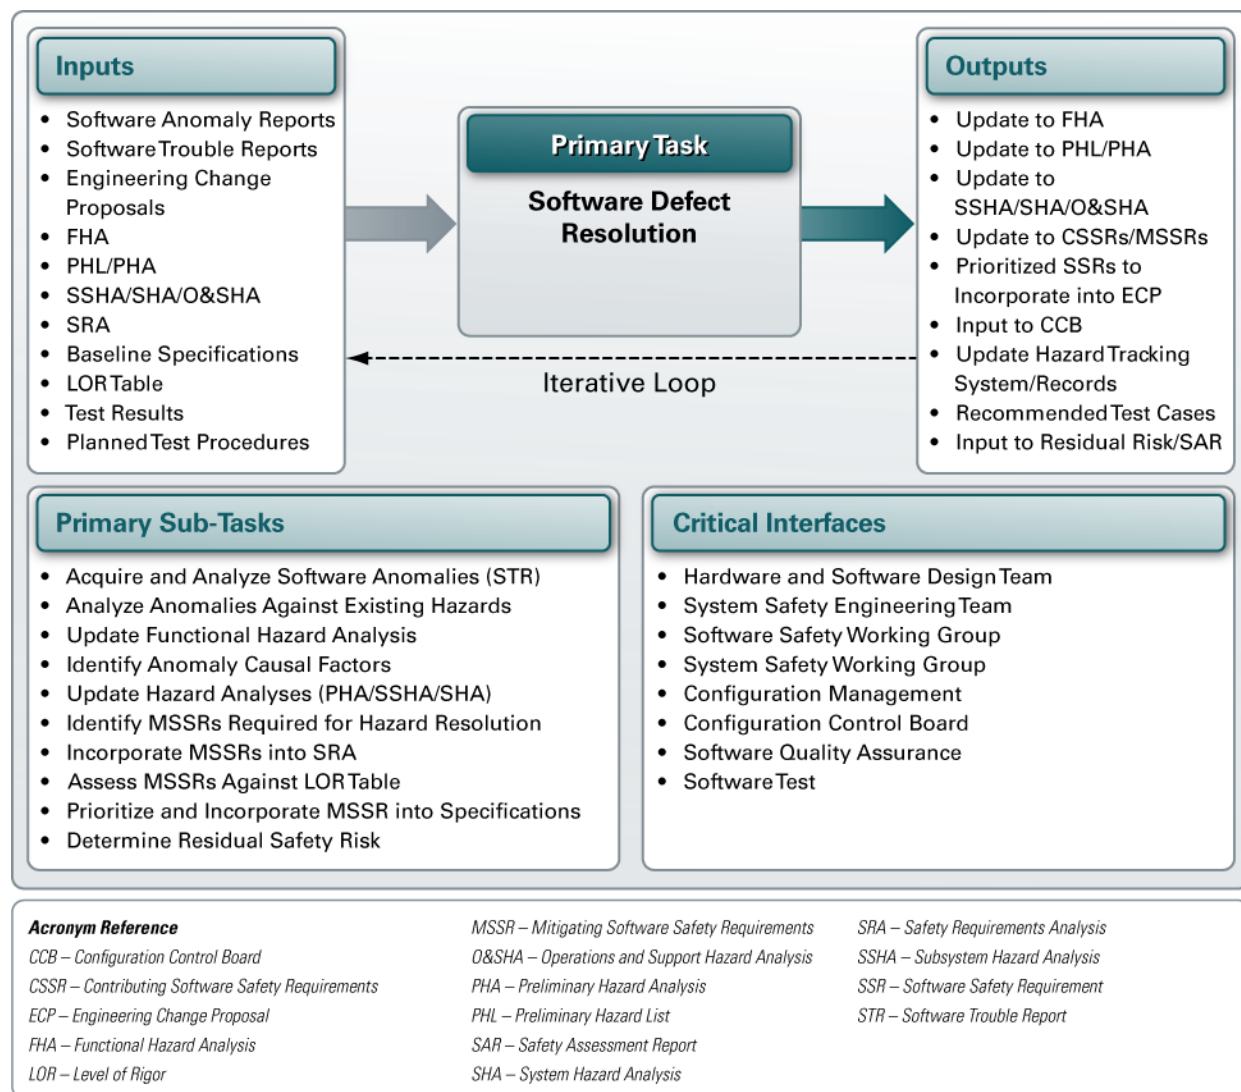 Inputs
• Software Anomaly Reports
• Software Trouble Reports
• Engineering Change
Proposals
• FHA
• PHL/PHA
• SSHA/SHA/O&SHA
• SRA
• Baseline Specifications
• LOR Table
• Test Results
• Planned Test Procedures
Primary Task
Software Defect
Resolution
Iterative Loop
Outputs
• Update to FHA
• Update to PHL/PHA
• Update to
SSHA/SHA/O&SHA
• Update to CSSRs/MSSRs
• Prioritized SSRs to
Incorporate into ECP
• Input to CCB
• Update Hazard Tracking
System/Records
• Recommended Test Cases
• Input to Residual Risk/SAR
Primary Sub-Tasks
• Acquire and Analyze Software Anomalies (STR)
• Analyze Anomalies Against Existing Hazards
• Update Functional Hazard Analysis
• Identify Anomaly Causal Factors
• Update Hazard Analyses (PHA/SSHA/SHA)
• Identify MSSRs Required for Hazard Resolution
• Incorporate MSSRs into SRA
• Assess MSSRs Against LOR Table
• Prioritize and Incorporate MSSR into Specifications
• Determine Residual Safety Risk
Critical Interfaces
• Hardware and Software Design Team
• System Safety Engineering Team
• Software Safety Working Group
• System Safety Working Group
• Configuration Management
• Configuration Control Board
• Software Quality Assurance
• Software Test
Acronym Reference
CCB – Configuration Control Board
CSSR – Contributing Software Safety Requirements
ECP – Engineering Change Proposal
FHA – Functional Hazard Analysis
LOR – Level of Rigor
MSSR – Mitigating Software Safety Requirements
O&SHA – Operations and Support Hazard Analysis
PHA – Preliminary Hazard Analysis
PHL – Preliminary Hazard List
SAR – Safety Assessment Report
SHA – System Hazard Analysis
SRA – Safety Requirements Analysis
SSHA – Subsystem Hazard Analysis
SSR – Software Safety Requirement
STR – Software Trouble Report